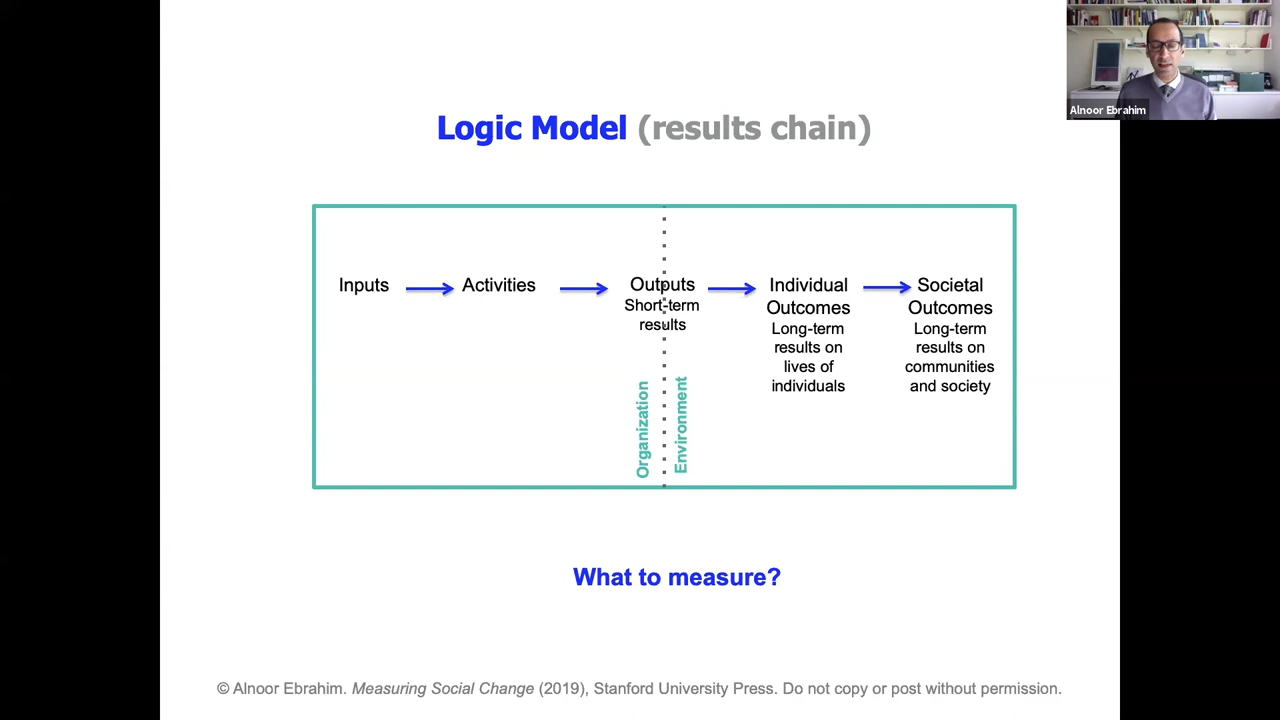 Alnoor Ebrahim
Logic Model (results chain)
Inputs
Activities
Outputs
Short-term
results
Individual
Outcomes
Long-term
results on
lives of
individuals
Societal
Outcomes
Long-term
results on
communities
and society
Organization
Environment
What to measure?
© Alnoor Ebrahim. Measuring Social Change (2019), Stanford University Press. Do not copy or post without permission.